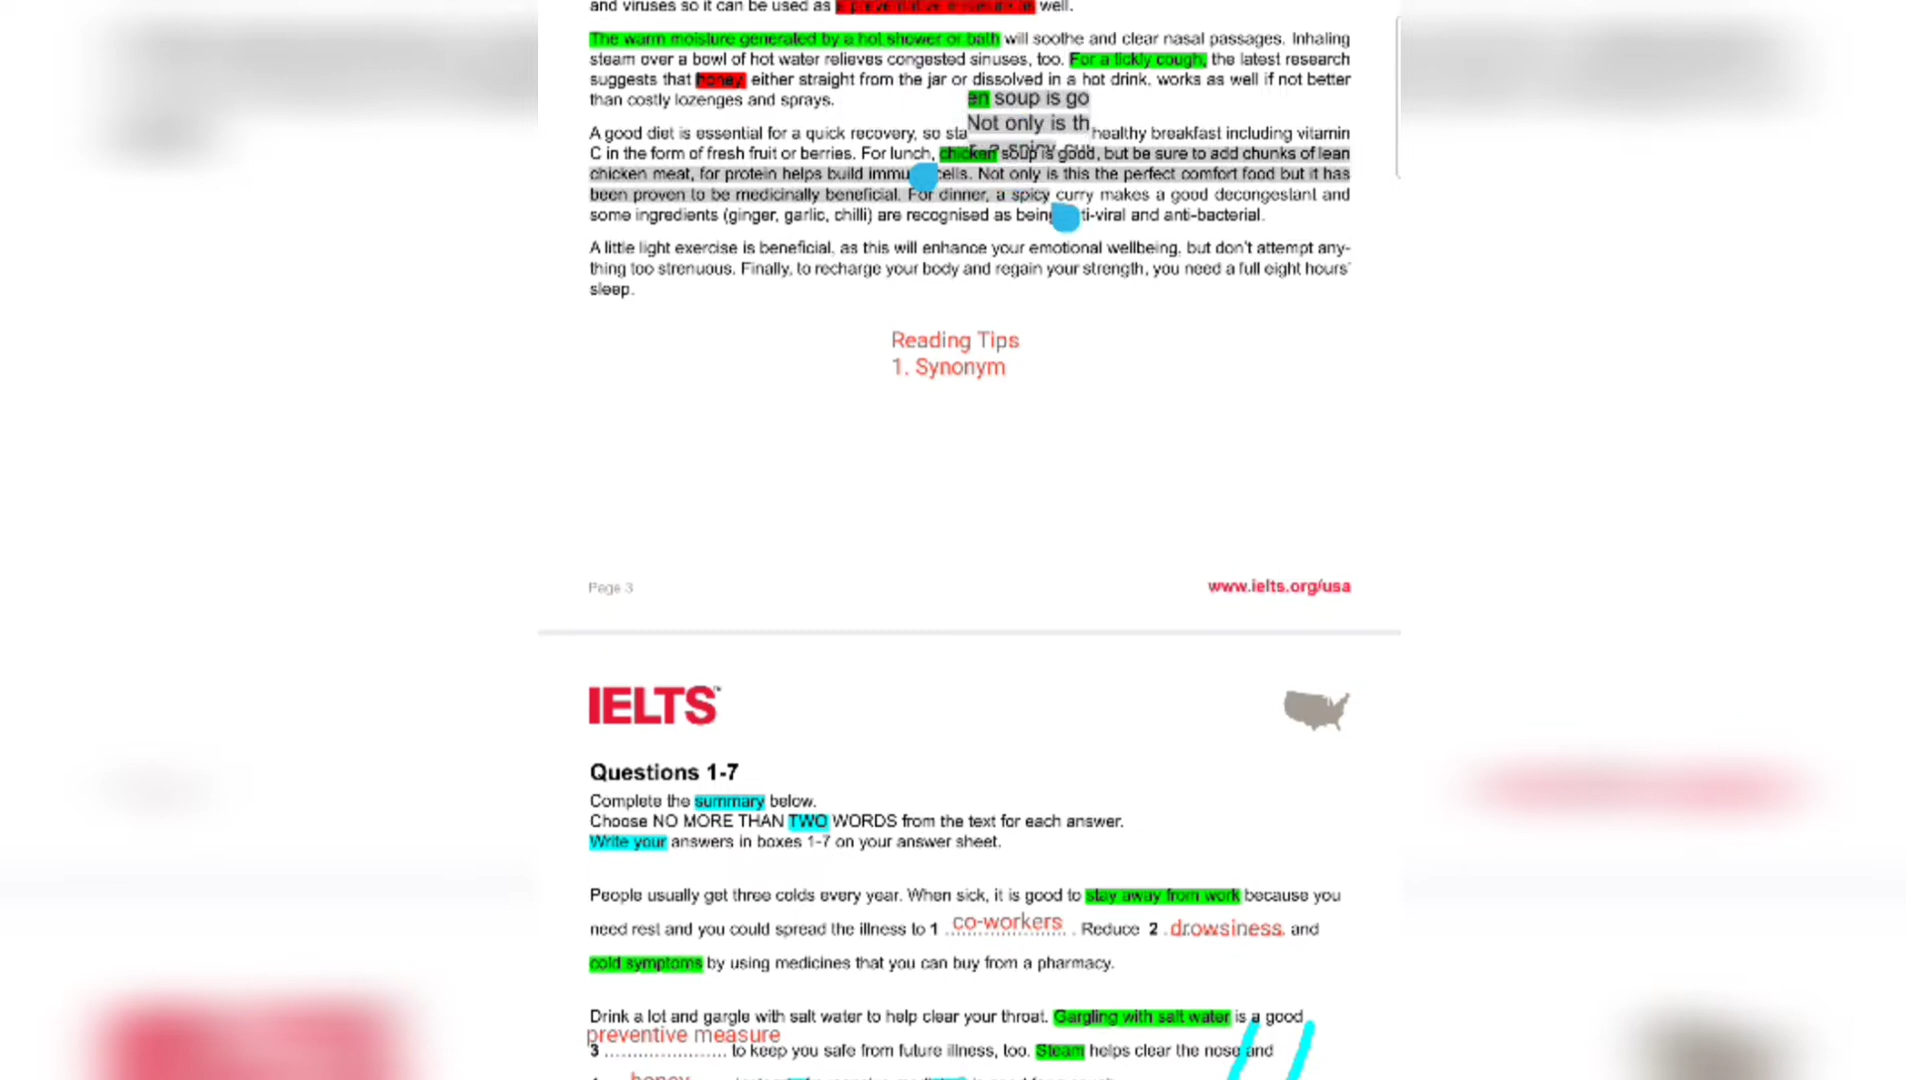 and viruses so it can be used as a preventative measure as well.
The warm moisture generated by a hot shower or bath will soothe and clear nasal passages. Inhaling
steam over a bowl of hot water relieves congested sinuses, too. For a tickly cough, the latest research
suggests that honey, either straight from the jar or dissolved in a hot drink, works as well if not better
than costly lozenges and sprays.
en soup is go
Not only is th
A good diet is essential for a quick recovery, so sta healthy breakfast including vitamin
C in the form of fresh fruit or berries. For lunch, chicken soup is good, but be sure to add chunks of lean
chicken meat, for protein helps build immu cells. Not only is this the perfect comfort food but it has
been proven to be medicinally beneficial. For dinner, a spicy curry makes a good decongestant and
some ingredients (ginger, garlic, chilli) are recognised as being ti-viral and anti-bacterial.
A little light exercise is beneficial, as this will enhance your emotional wellbeing, but don't attempt any-
thing too strenuous. Finally, to recharge your body and regain your strength, you need a full eight hours'
sleep.
Reading Tips
1. Synonym
Page 3
www.ielts.org/usa
IELTS™
Questions 1-7
Complete the summary below.
Choose NO MORE THAN TWO WORDS from the text for each answer.
Write your answers in boxes 1-7 on your answer sheet.
People usually get three colds every year. When sick, it is good to stay away from work because you
need rest and you could spread the illness to 1 co-workers. Reduce 2 drowsiness and
cold symptoms by using medicines that you can buy from a pharmacy.
Drink a lot and gargle with salt water to help clear your throat. Gargling with salt water is a good
preventive measure
3 ........................ to keep you safe from future illness, too. Steam helps clear the nose and
honey